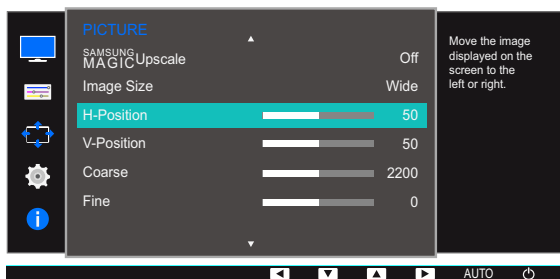 PICTURE
SAMSUNG
MAGIC Upscale Off
Image Size Wide
H-Position 50
V-Position 50
Coarse 2200
Fine 0
Move the image
displayed on the
screen to the
left or right.
AUTO